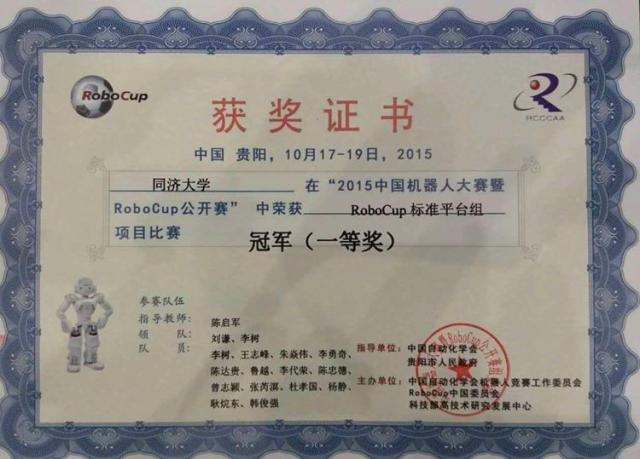 RoboCup
RCCCAA
获奖证书
中国 贵阳，10月17-19日，2015
同济大学 在“2015中国机器人大赛暨
RoboCup公开赛” 中荣获 RoboCup 标准平台组
项目比赛 冠军（一等奖）
参赛队伍
指导教师： 陈启军
领 队： 刘谦、李树
队 员： 李树、王志峰、朱焱伟、李勇奇、
陈达贵、鲁越、李代荣、陈忠德、
曾志颖、张芮淇、杜孝国、杨静、
耿烷东、韩俊强
指导单位：中国自动化学会
贵阳市人民政府
主办单位：中国自动化学会机器人竞赛工作委员会
RoboCup中国委员会
科技部高技术研究发展中心
RoboCup公开赛